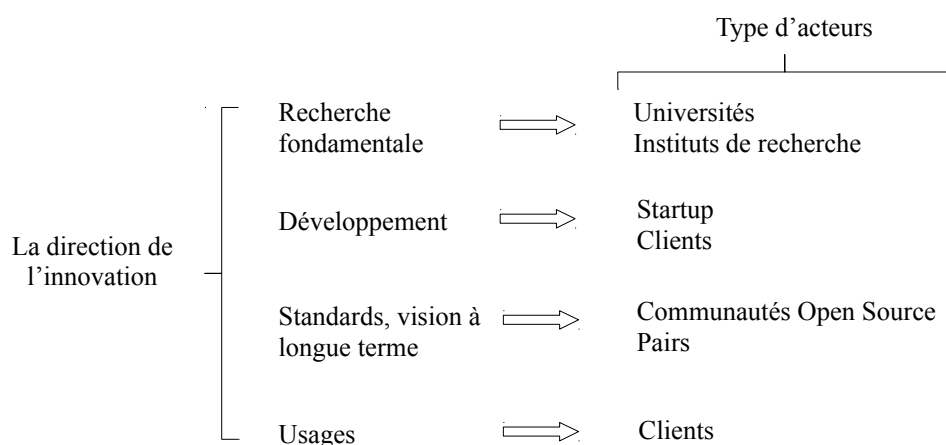 Type d’acteurs
Recherche
fondamentale
Universités
Instituts de recherche
Développement
Startup
Clients
La direction de
l’innovation
Standards, vision à
longue terme
Communautés Open Source
Pairs
Usages
Clients